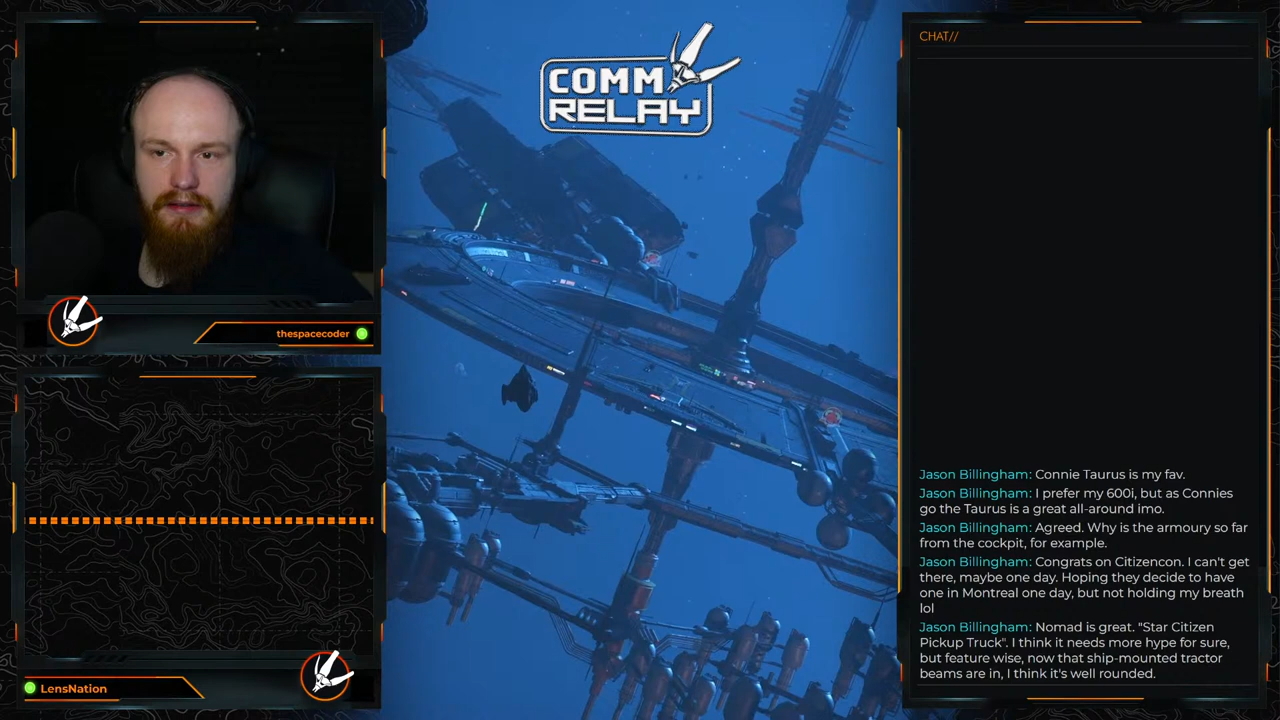 COMM
RELAY
CHAT//
thespacecoder
LensNation
Jason Billingham: Connie Taurus is my fav.
Jason Billingham: I prefer my 600i, but as Connies
go the Taurus is a great all-around imo.
Jason Billingham: Agreed. Why is the armoury so far
from the cockpit, for example.
Jason Billingham: Congrats on Citizencon. I can't get
there, maybe one day. Hoping they decide to have
one in Montreal one day, but not holding my breath
lol
Jason Billingham: Nomad is great. "Star Citizen
Pickup Truck". I think it needs more hype for sure,
but feature wise, now that ship-mounted tractor
beams are in, I think it's well rounded.